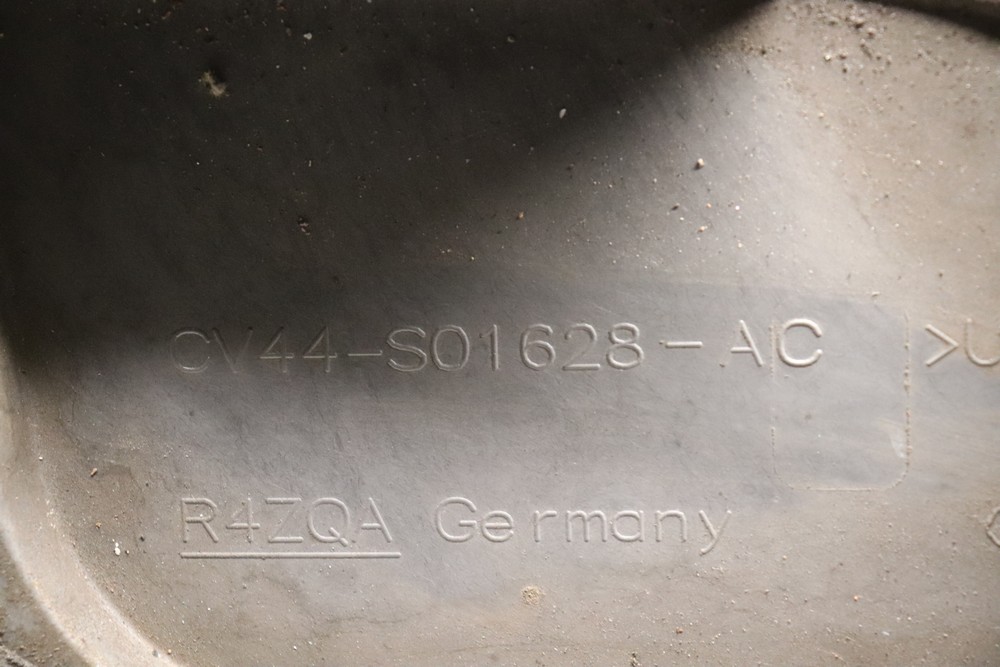 CV44-S01628-AC >U
R4ZQA Germany